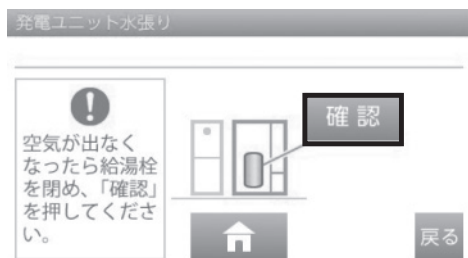 発電ユニット水張り
空気が出なく
なったら給湯栓
を閉め、「確認」
を押してくださ
い。
確認
戻る